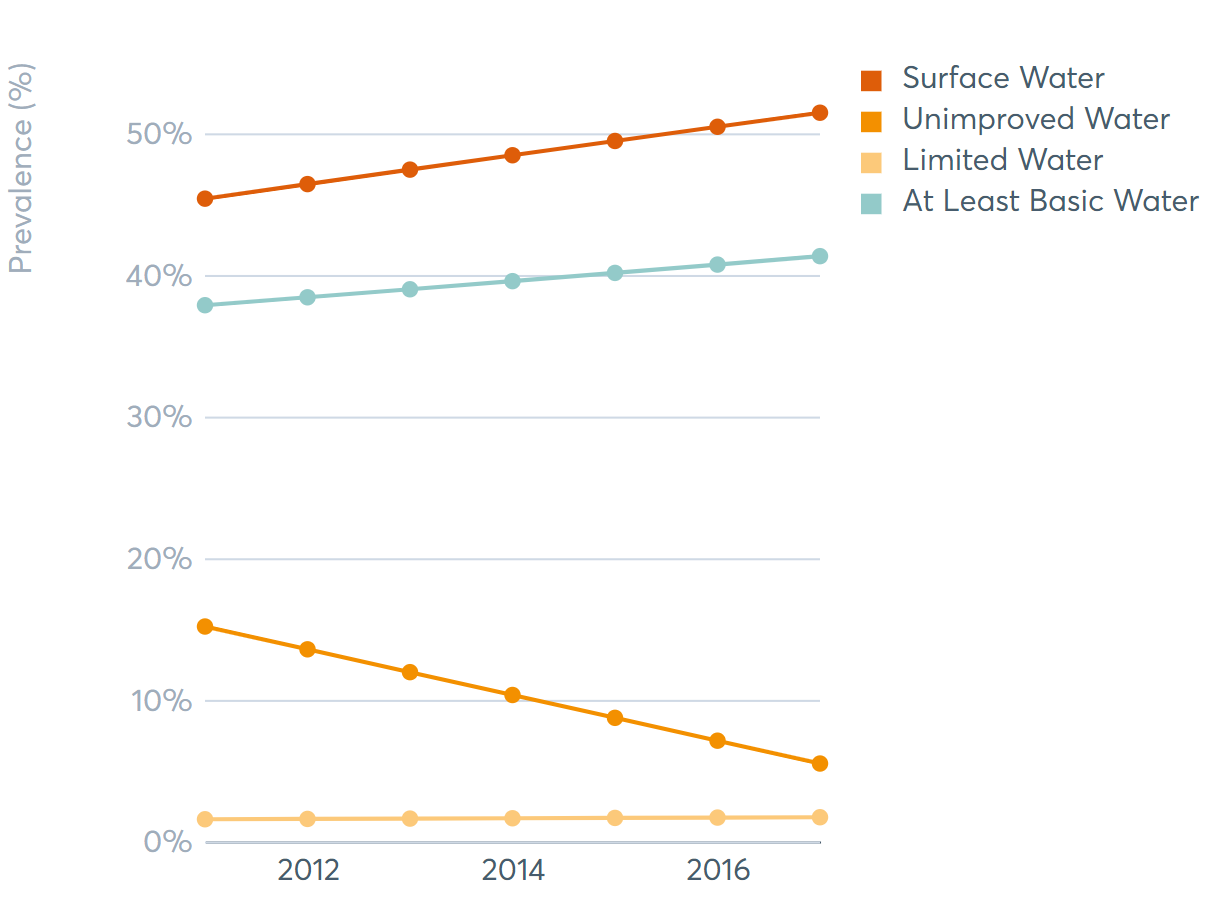 Prevalence (%)
50%
40%
30%
20%
10%
0%
2012
2014
2016
Surface Water
Unimproved Water
Limited Water
At Least Basic Water